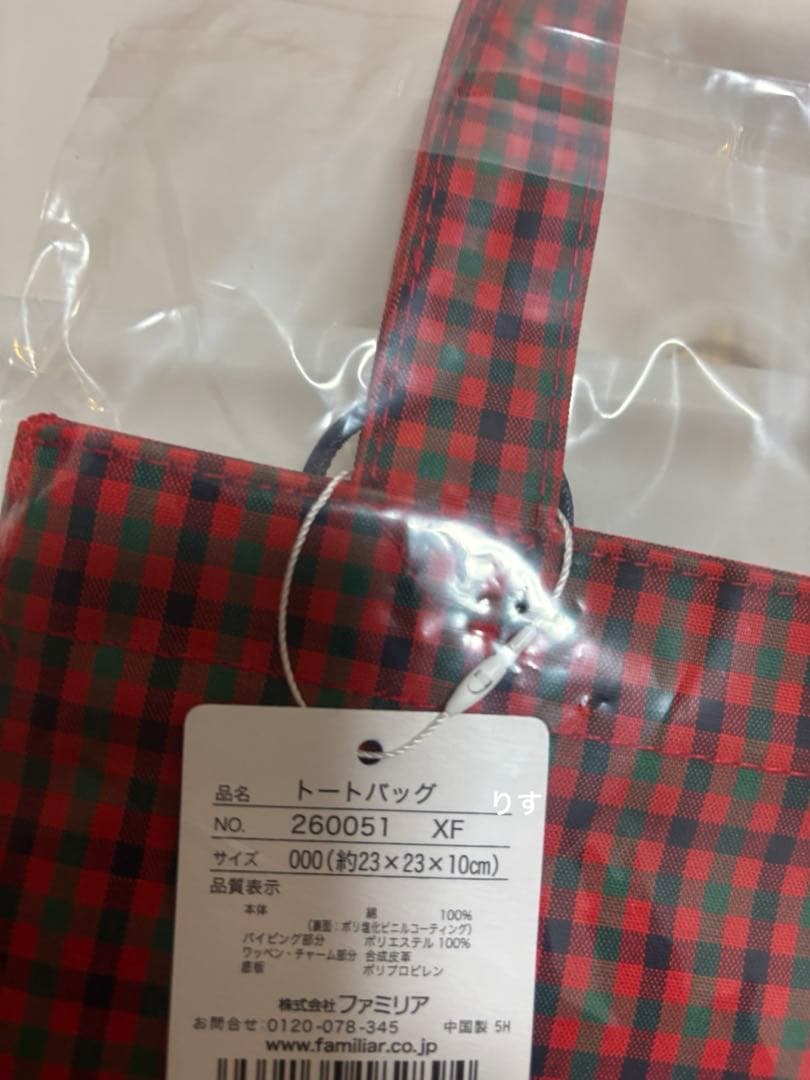 品名 トートバッグ
りす
NO. 260051 XF
サイズ 000(約23×23×10cm)
品質表示
本体 綿 100%
(裏面:ポリ塩化ビニルコーティング)
パイピング部分 ポリエステル100%
ワッペン・チャーム部分 合成皮革
底板 ポリプロピレン
株式会社ファミリア
お問合せ:0120-078-345 中国製 5H
www.familiar.co.jp